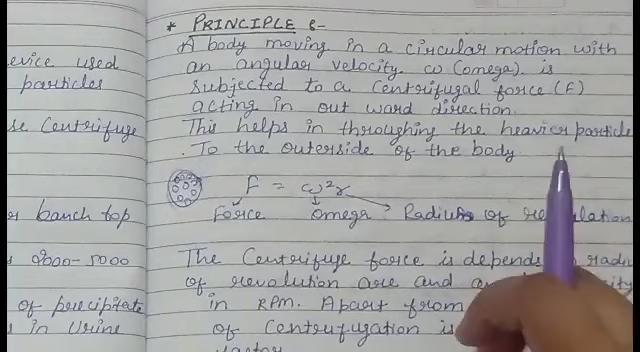 * PRINCIPLE :-
A body moving in a circular motion with
an angular velocity ω (omega). is
subjected to a centrifugal force (F)
acting in out ward direction.
This helps in throughing the heavier particle
. To the outerside of the body
F = ω²r
Force Omega Radius of
The Centrifuge force is depends
of revolution are and
in RPM. Apart from
of Centrufugation is
evice used
particles
se Centrifuge
banch top
2000-5000
of precipitate
in Urine